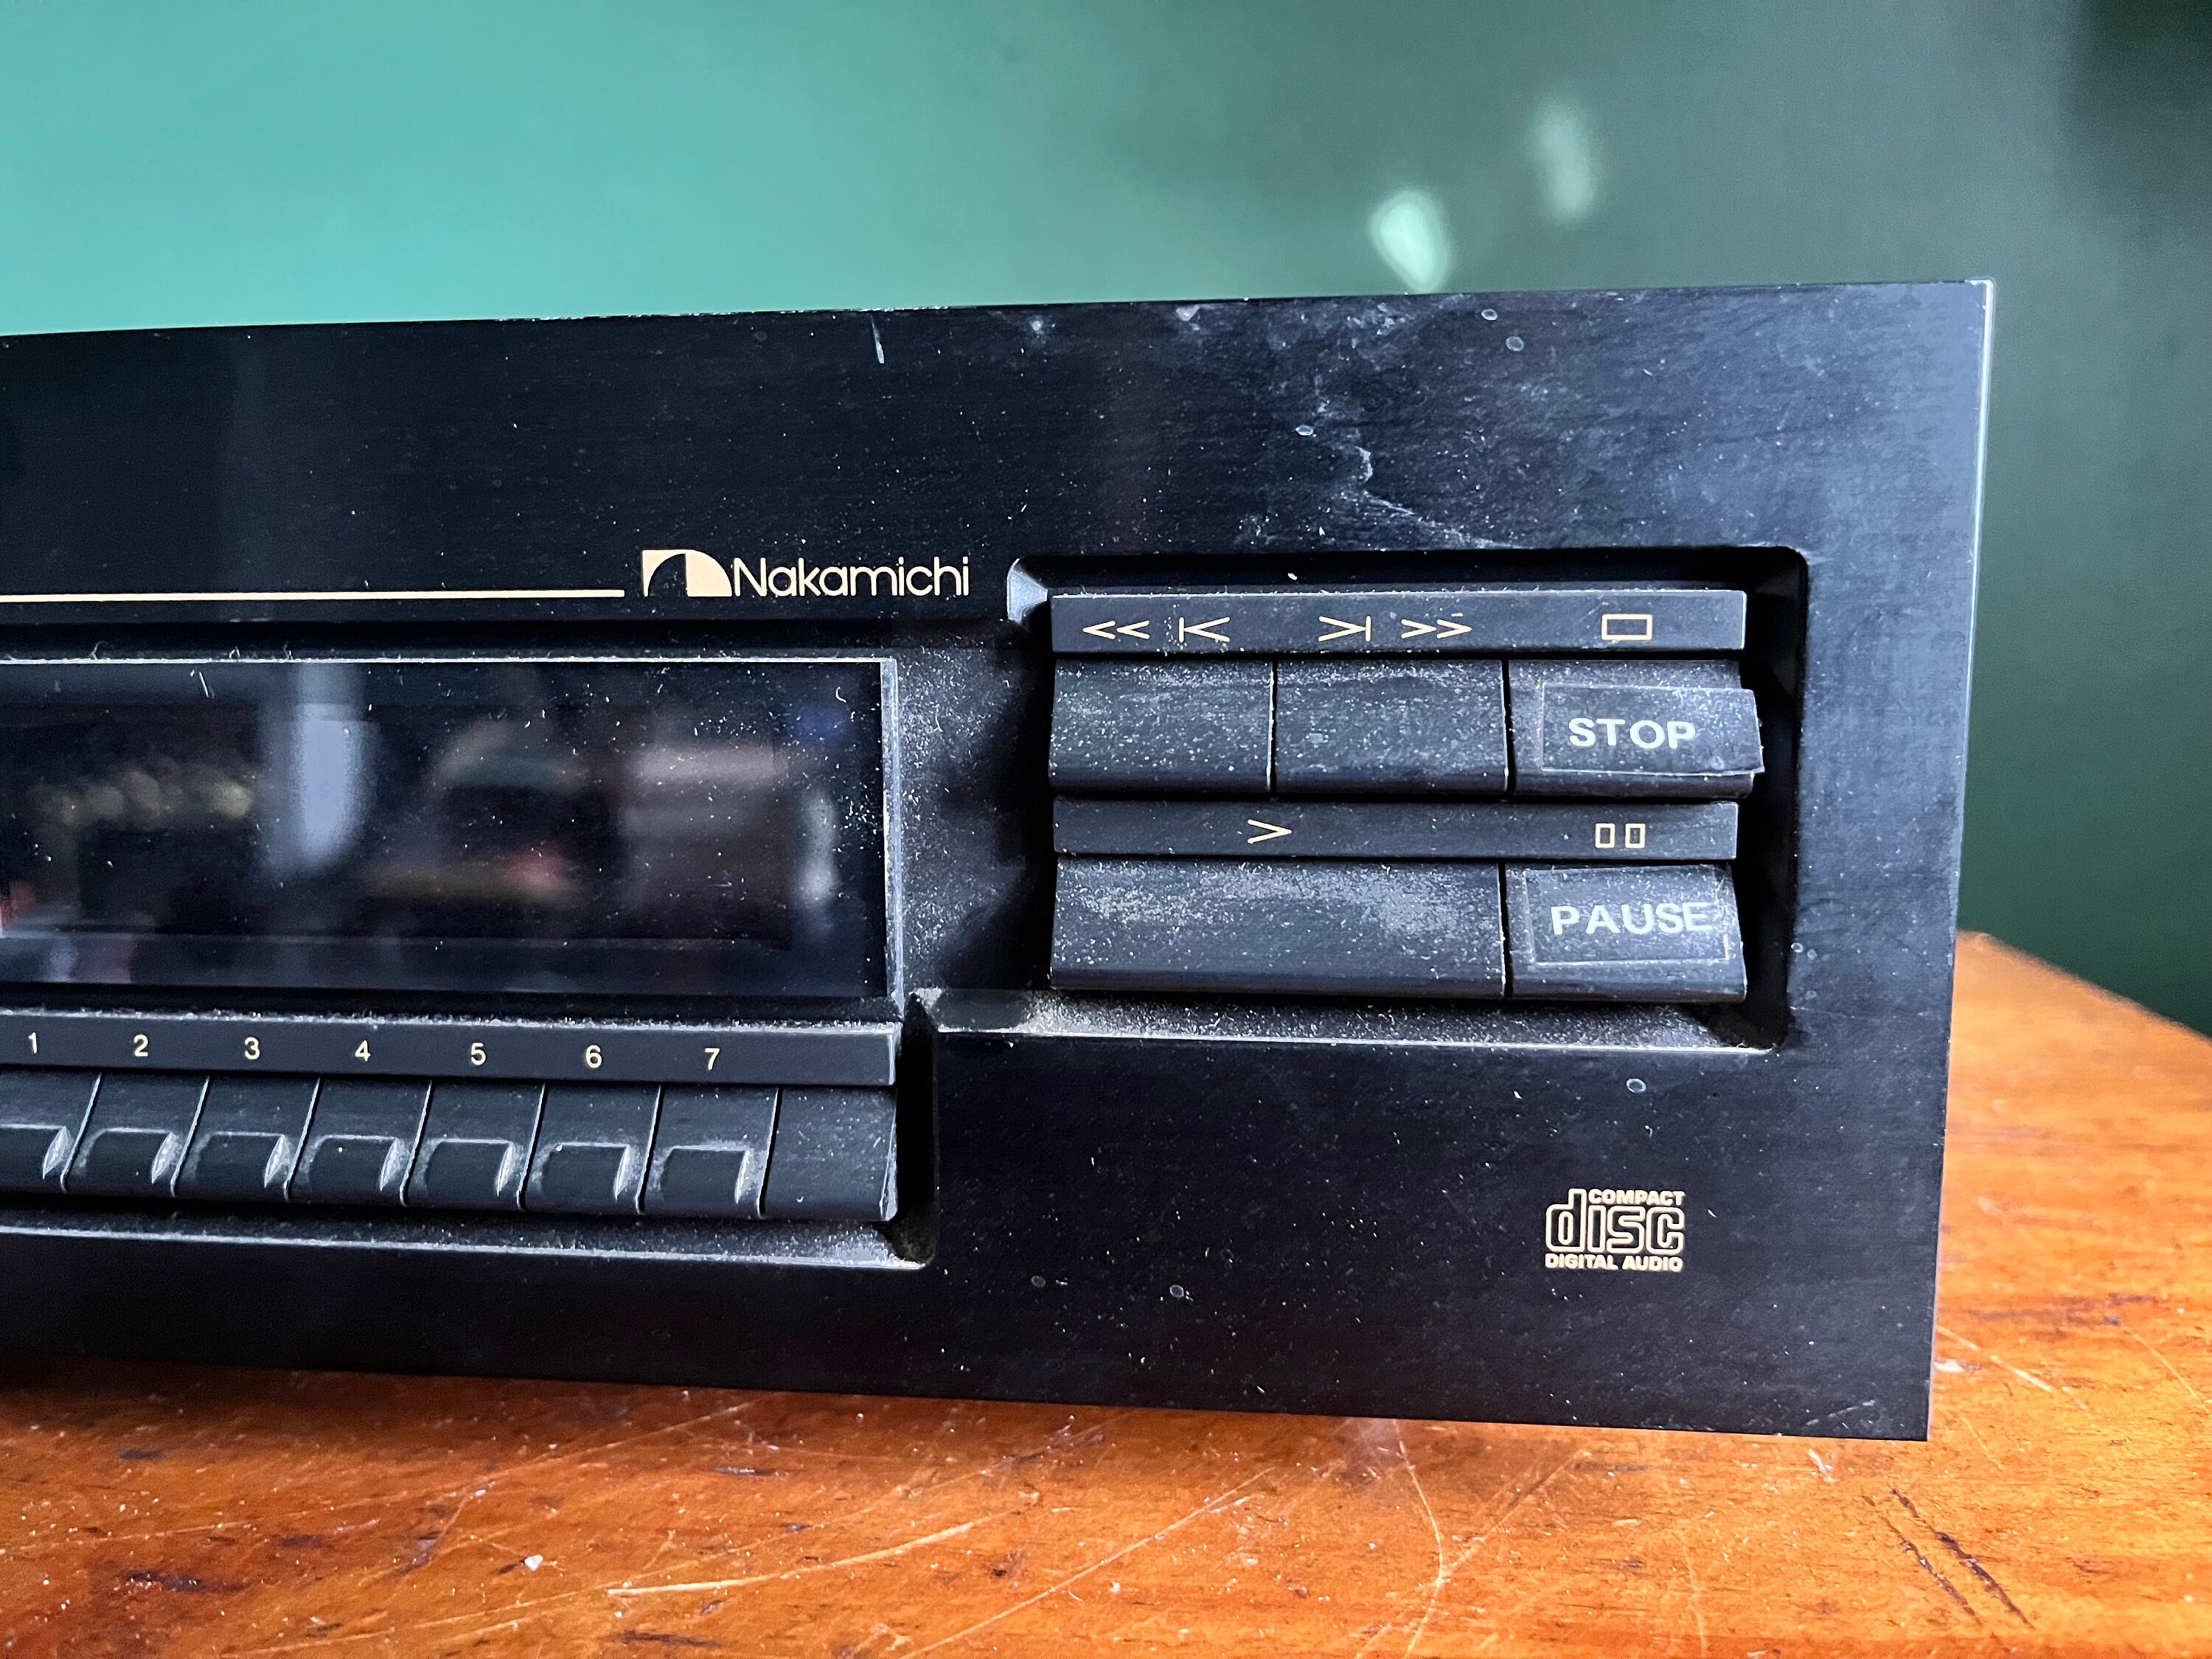 Nakamichi
STOP
PAUSE
1 2 3 4 5 6 7
COMPACT
disc
DIGITAL AUDIO